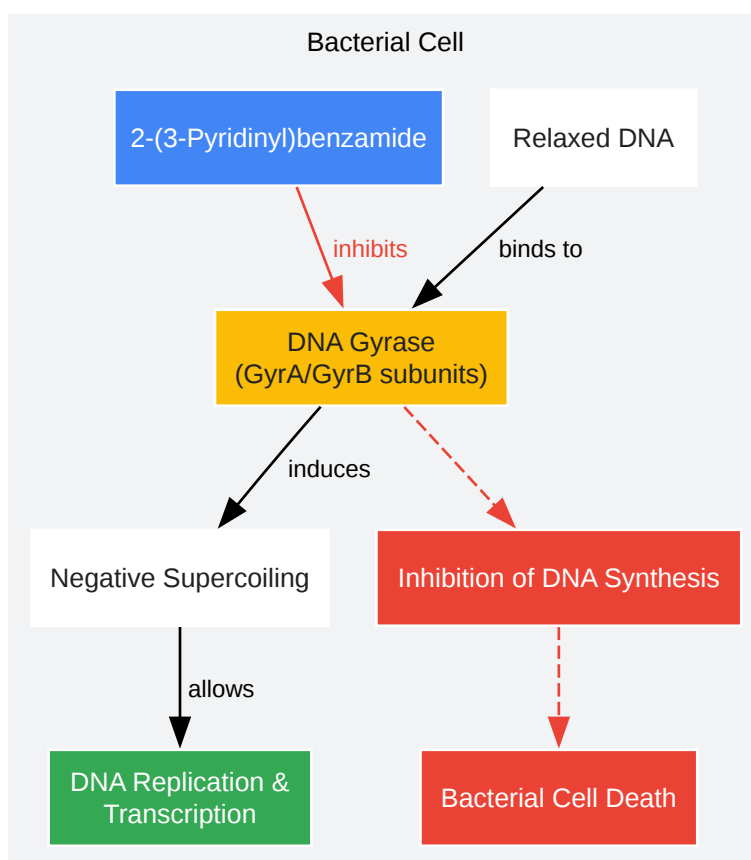 Bacterial Cell
2-(3-Pyridinyl)benzamide
Relaxed DNA
inhibits
binds to
DNA Gyrase
(GyrA/GyrB subunits)
induces
Negative Supercoiling
Inhibition of DNA Synthesis
allows
DNA Replication &
Transcription
Bacterial Cell Death